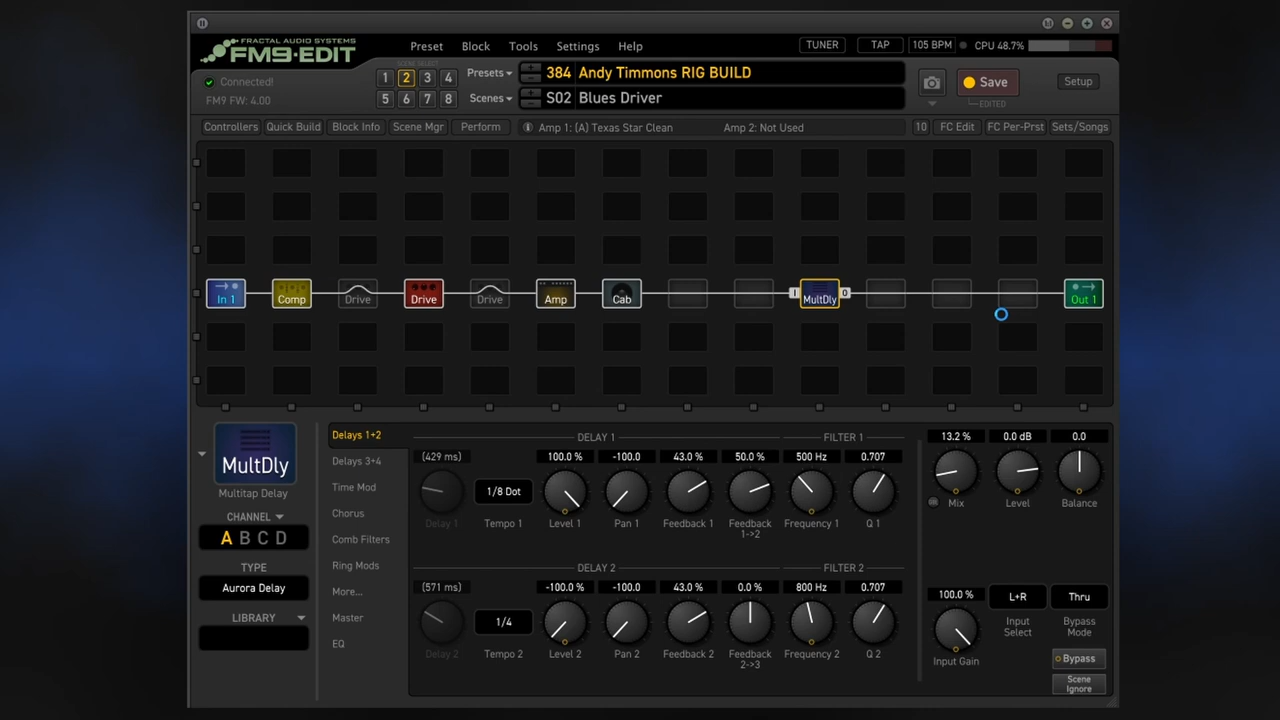 FRACTAL AUDIO SYSTEMS
FM9-EDIT
Preset Block Tools Settings Help
TUNER TAP 105 BPM CPU 48.7%
Connected!
FM9 FW: 4.00
SCENE SELECT
1 2 3 4
5 6 7 8
Presets 384 Andy Timmons RIG BUILD
Scenes S02 Blues Driver
Save
EDITED
Setup
Controllers Quick Build Block Info Scene Mgr Perform Amp 1: (A) Texas Star Clean Amp 2: Not Used 10 FC Edit FC Per-Prst Sets/Songs
In 1 Comp Drive Drive Drive Amp Cab I MultDly O Out 1
MultDly
Multitap Delay
CHANNEL
A B C D
TYPE
Aurora Delay
LIBRARY
Delays 1+2
Delays 3+4
Time Mod
Chorus
Comb Filters
Ring Mods
More...
Master
EQ
DELAY 1 FILTER 1
(429 ms) 100.0 % -100.0 43.0 % 50.0 % 500 Hz 0.707
1/8 Dot
Delay 1 Tempo 1 Level 1 Pan 1 Feedback 1 Feedback 1->2 Frequency 1 Q 1
DELAY 2 FILTER 2
(571 ms) -100.0 % -100.0 43.0 % 0.0 % 800 Hz 0.707
1/4
Delay 2 Tempo 2 Level 2 Pan 2 Feedback 2 Feedback 2->3 Frequency 2 Q 2
13.2 % 0.0 dB 0.0
Mix Level Balance
100.0 % L+R Thru
Input Gain Input Select Bypass Mode
Bypass
Scene Ignore